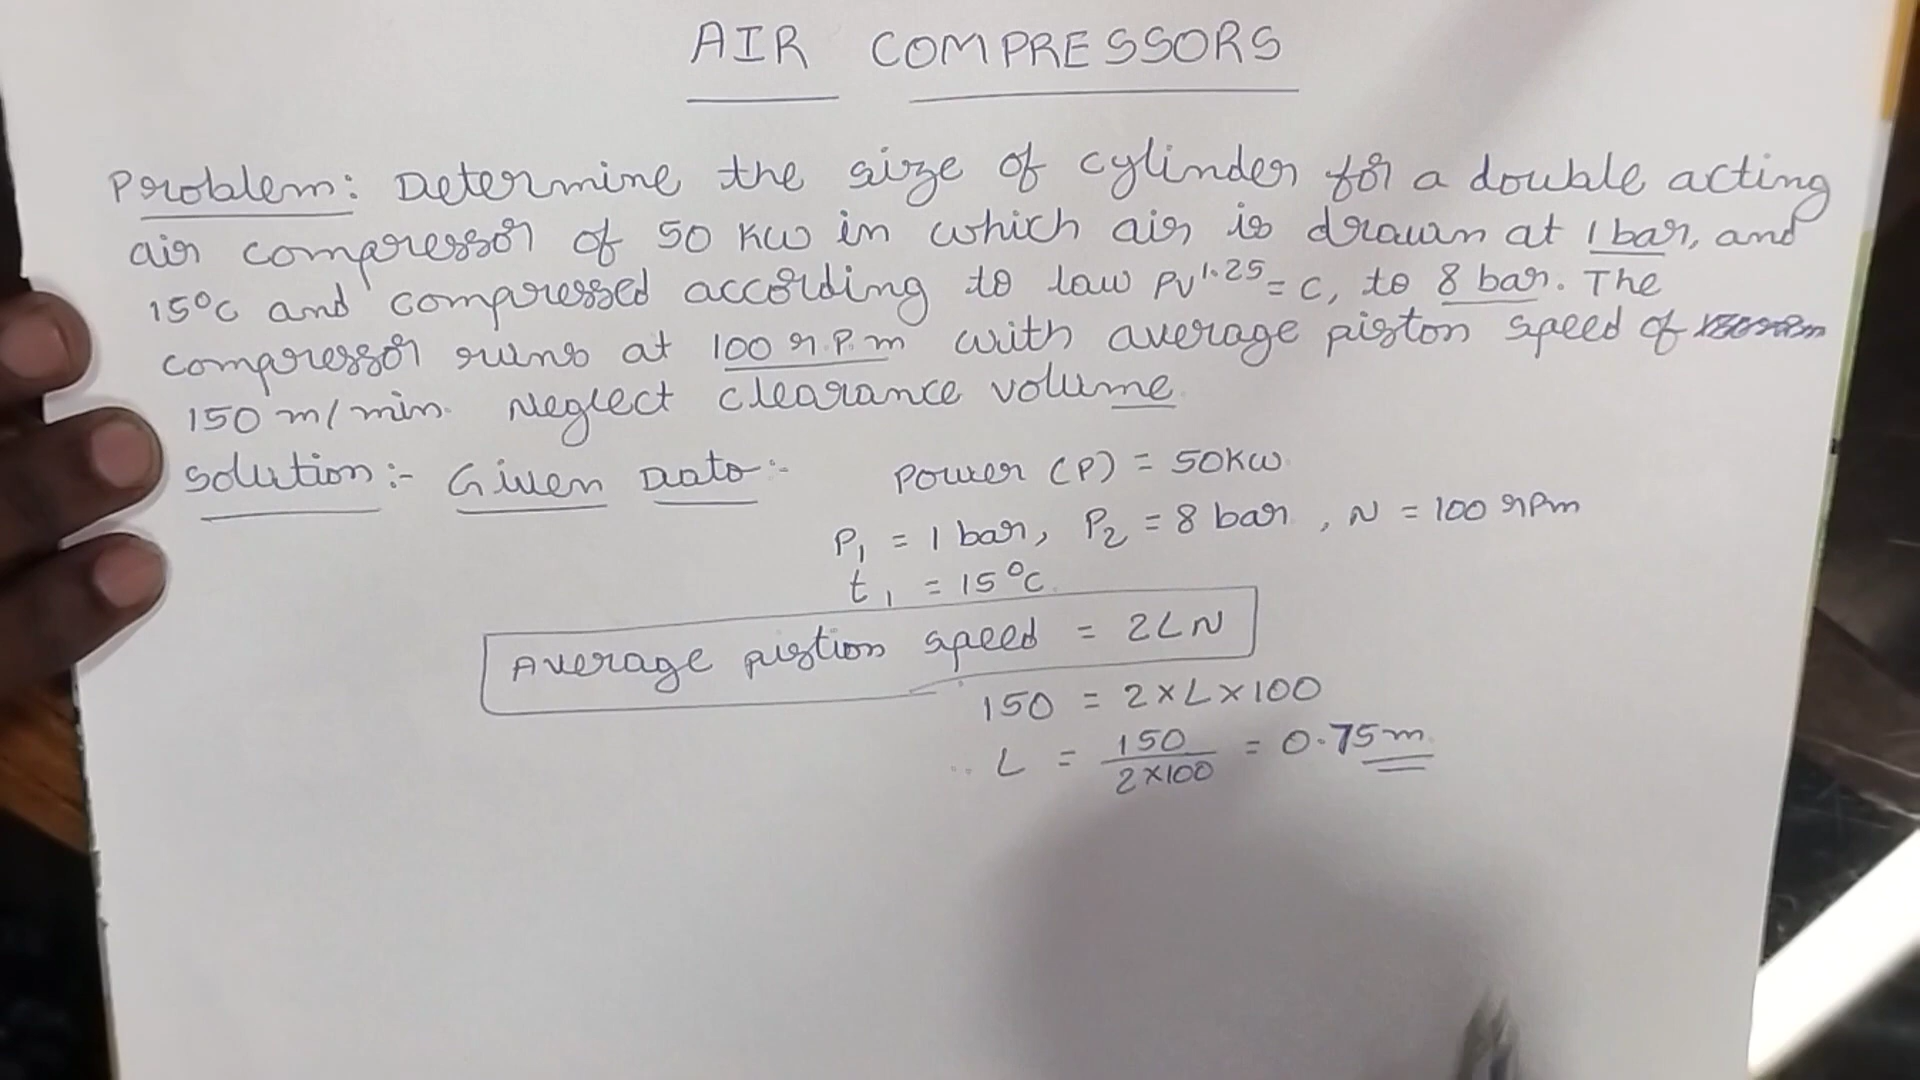 AIR COMPRESSORS
Problem: Determine the size of cylinder for a double acting
air compressor of 50 KW in which air is drawn at 1 bar, and
15°C and compressed according to law PV^1.25 = C, to 8 bar. The
compressor runs at 100 r.p.m with average piston speed of
150 m/min. Neglect clearance volume.
Solution:- Given Data:- Power (P) = 50KW
P₁ = 1 bar, P₂ = 8 bar, N = 100 rpm
t₁ = 15°C.
Average pistion speed = 2LN
150 = 2×L×100
∴ L = 150/2×100 = 0.75m